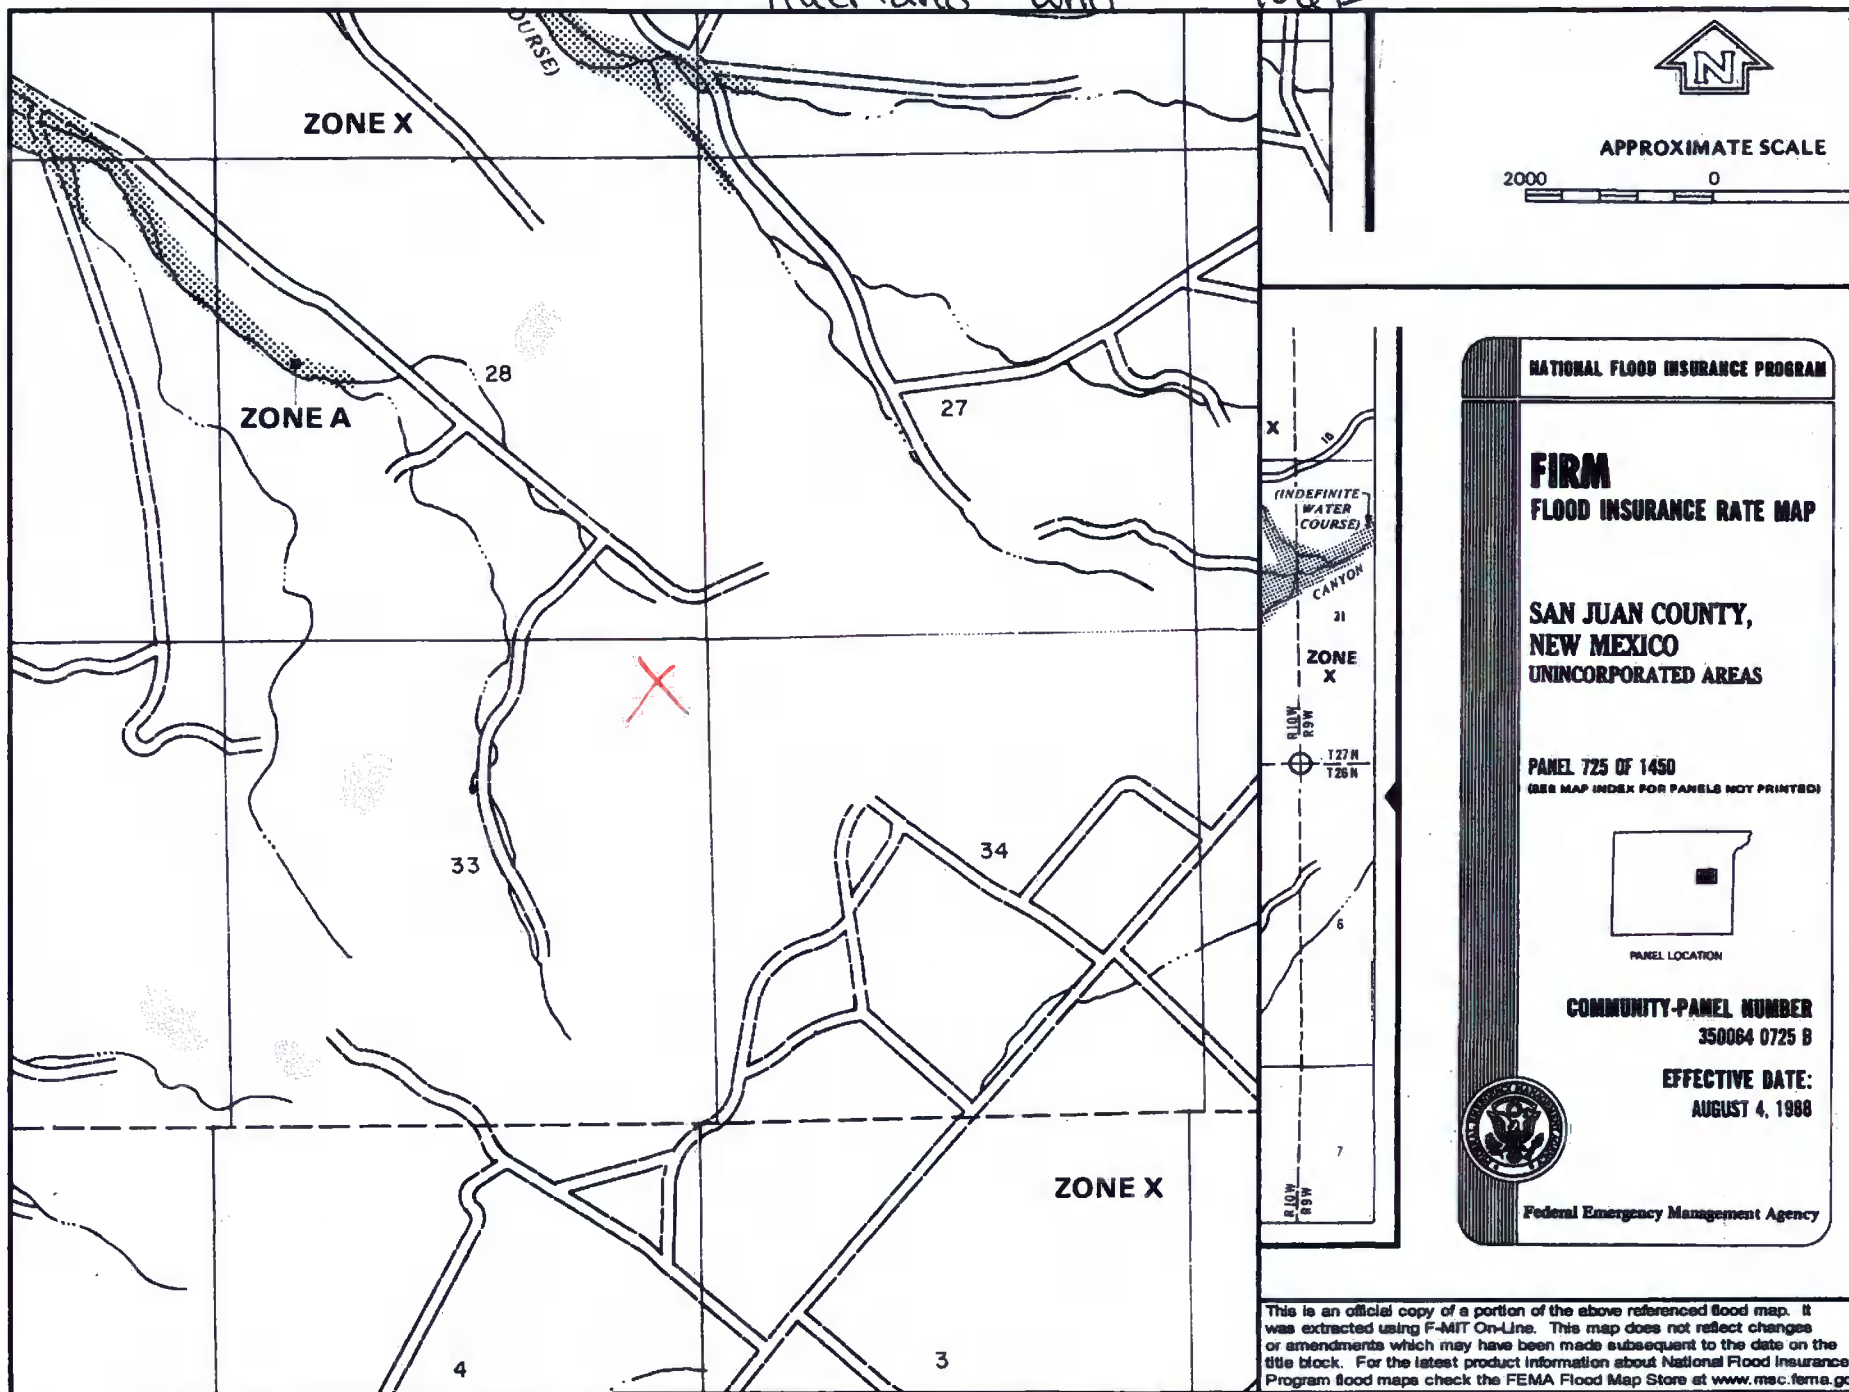 OURSE)
ZONE X
28
ZONE A
27
33
34
ZONE X
4
3
N
APPROXIMATE SCALE
2000 0
X
18
(INDEFINITE
WATER
COURSE)
CANYON
31
ZONE
X
R10W
R9W
T27N
T26N
6
7
R10W
R9W
NATIONAL FLOOD INSURANCE PROGRAM
FIRM
FLOOD INSURANCE RATE MAP
SAN JUAN COUNTY,
NEW MEXICO
UNINCORPORATED AREAS
PANEL 725 OF 1450
(SEE MAP INDEX FOR PANELS NOT PRINTED)
PANEL LOCATION
COMMUNITY-PANEL NUMBER
350064 0725 B
EFFECTIVE DATE:
AUGUST 4, 1988
Federal Emergency Management Agency
This is an official copy of a portion of the above referenced flood map. It
was extracted using F-MIT On-Line. This map does not reflect changes
or amendments which may have been made subsequent to the date on the
title block. For the latest product information about National Flood Insurance
Program flood maps check the FEMA Flood Map Store at www.msc.fema.go